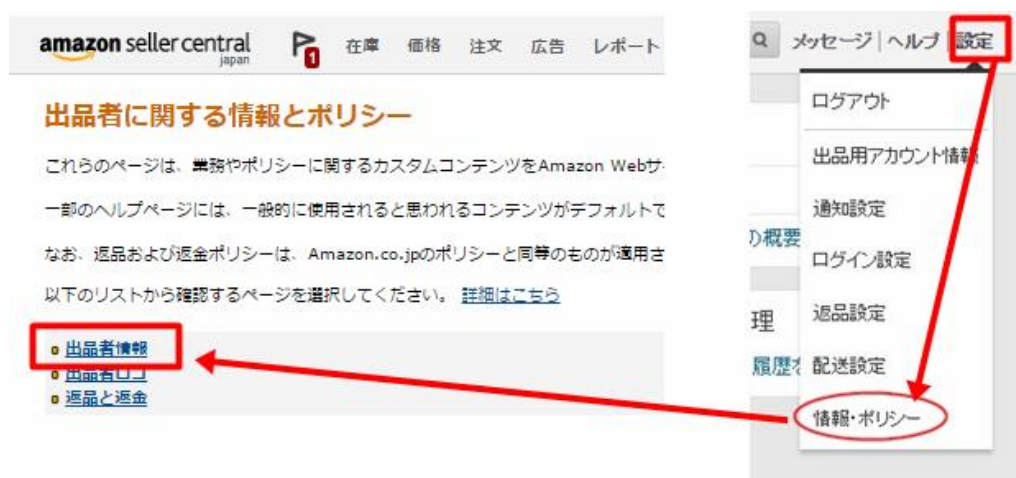 amazon seller central
japan
1
在庫 価格 注文 広告 レポート
出品者に関する情報とポリシー
これらのページは、業務やポリシーに関するカスタムコンテンツをAmazon Webサ
一部のヘルプページには、一般的に使用されると思われるコンテンツがデフォルトで
なお、返品および返金ポリシーは、Amazon.co.jpのポリシーと同等のものが適用さ
以下のリストから確認するページを選択してください。 詳細はこちら
出品者情報
出品者ロゴ
返品と返金
メッセージ | ヘルプ | 設定
ログアウト
出品用アカウント情報
通知設定
の概要
ログイン設定
理
返品設定
履歴
配送設定
情報・ポリシー